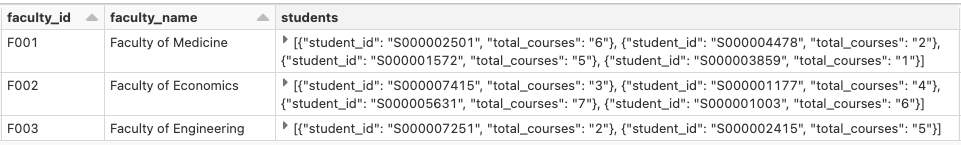 faculty_id faculty_name students
F001 Faculty of Medicine [{"student_id": "S000002501", "total_courses": "6"}, {"student_id": "S000004478", "total_courses": "2"},
{"student_id": "S000001572", "total_courses": "5"}, {"student_id": "S000003859", "total_courses": "1"}]
F002 Faculty of Economics [{"student_id": "S000007415", "total_courses": "3"}, {"student_id": "S000001177", "total_courses": "4"},
{"student_id": "S000005631", "total_courses": "7"}, {"student_id": "S000001003", "total_courses": "6"}]
F003 Faculty of Engineering [{"student_id": "S000007251", "total_courses": "2"}, {"student_id": "S000002415", "total_courses": "5"}]